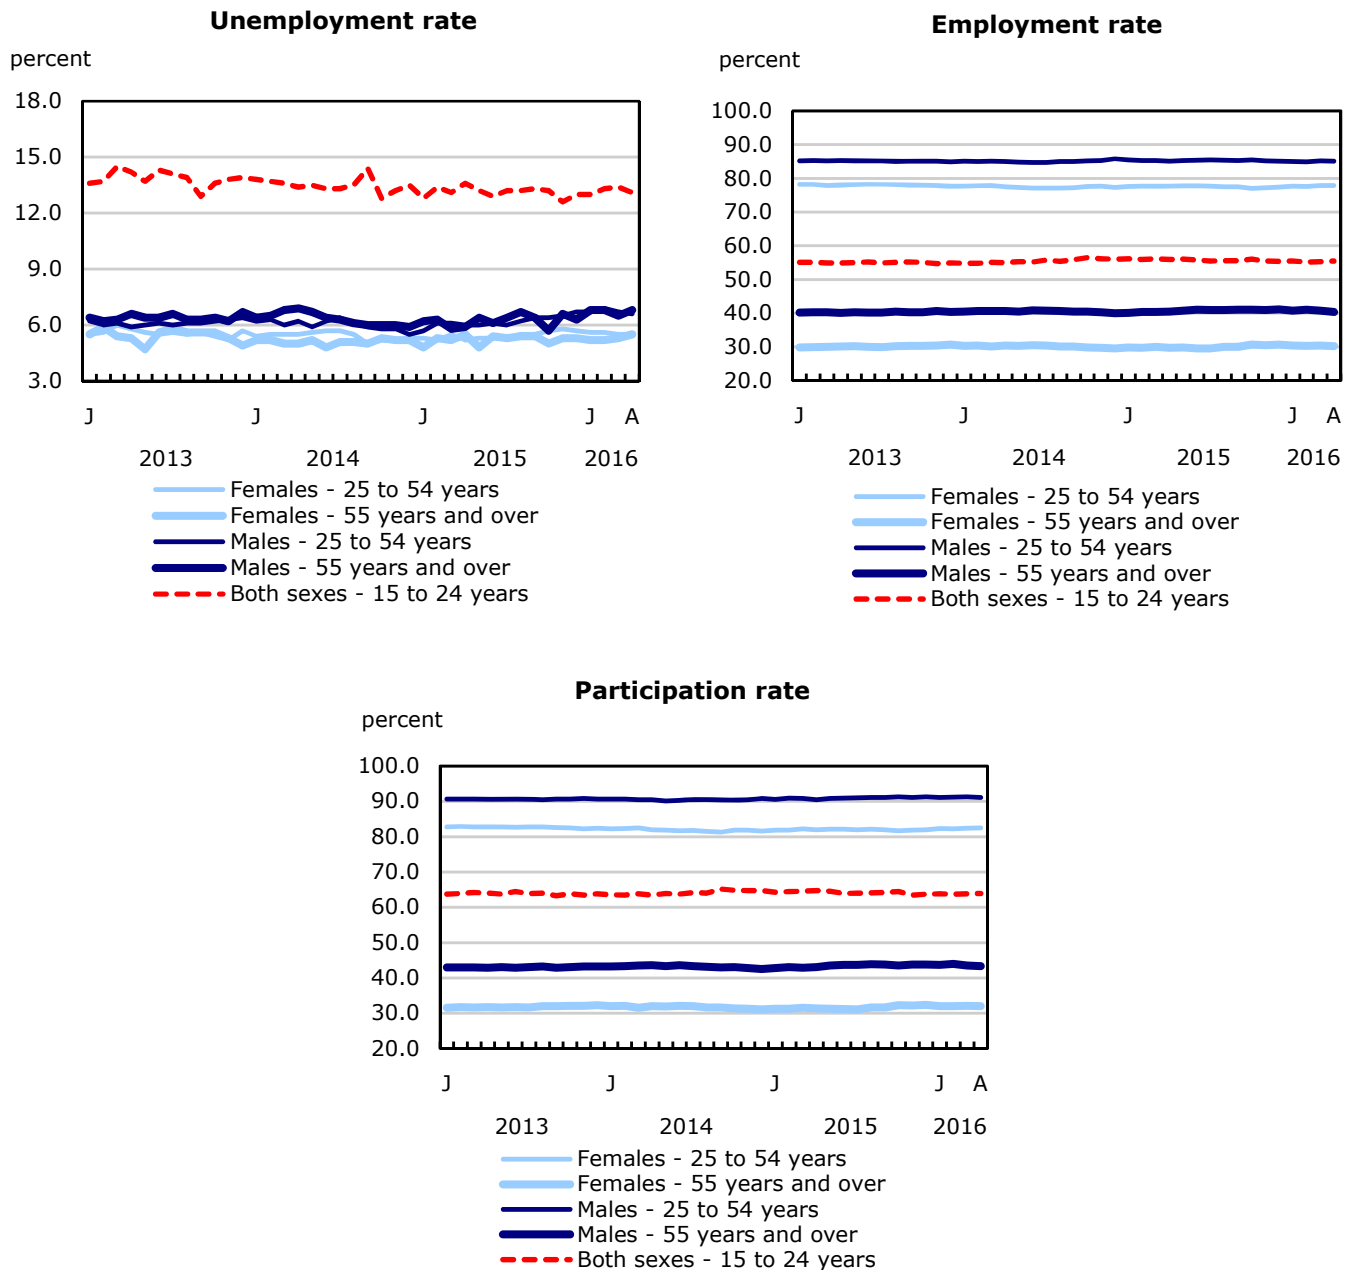 Unemployment rate
percent
18.0
15.0
12.0
9.0
6.0
3.0
J J J J A
2013 2014 2015 2016
Females - 25 to 54 years
Females - 55 years and over
Males - 25 to 54 years
Males - 55 years and over
Both sexes - 15 to 24 years
Employment rate
percent
100.0
90.0
80.0
70.0
60.0
50.0
40.0
30.0
20.0
J J J J A
2013 2014 2015 2016
Females - 25 to 54 years
Females - 55 years and over
Males - 25 to 54 years
Males - 55 years and over
Both sexes - 15 to 24 years
Participation rate
percent
100.0
90.0
80.0
70.0
60.0
50.0
40.0
30.0
20.0
J J J J A
2013 2014 2015 2016
Females - 25 to 54 years
Females - 55 years and over
Males - 25 to 54 years
Males - 55 years and over
Both sexes - 15 to 24 years